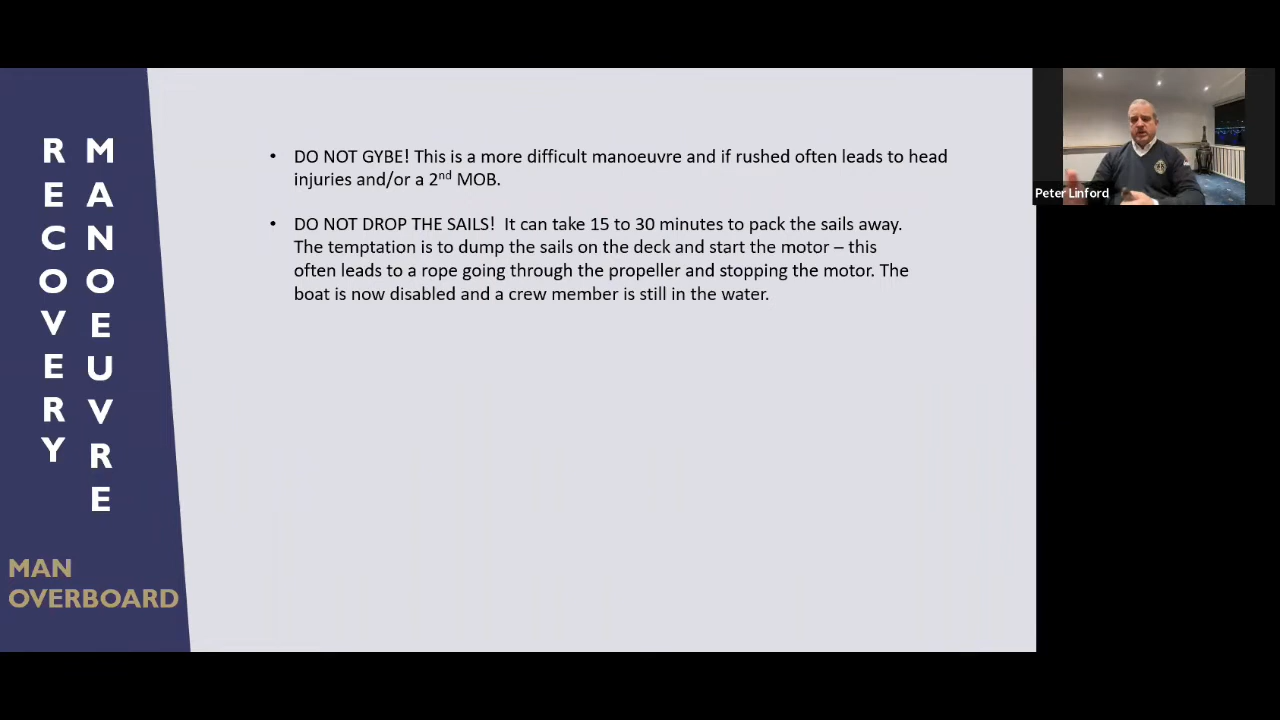 RECOVERY
MANOEUVRE
MAN
OVERBOARD
• DO NOT GYBE! This is a more difficult manoeuvre and if rushed often leads to head
injuries and/or a 2nd MOB.
• DO NOT DROP THE SAILS! It can take 15 to 30 minutes to pack the sails away.
The temptation is to dump the sails on the deck and start the motor – this
often leads to a rope going through the propeller and stopping the motor. The
boat is now disabled and a crew member is still in the water.
Peter Linford